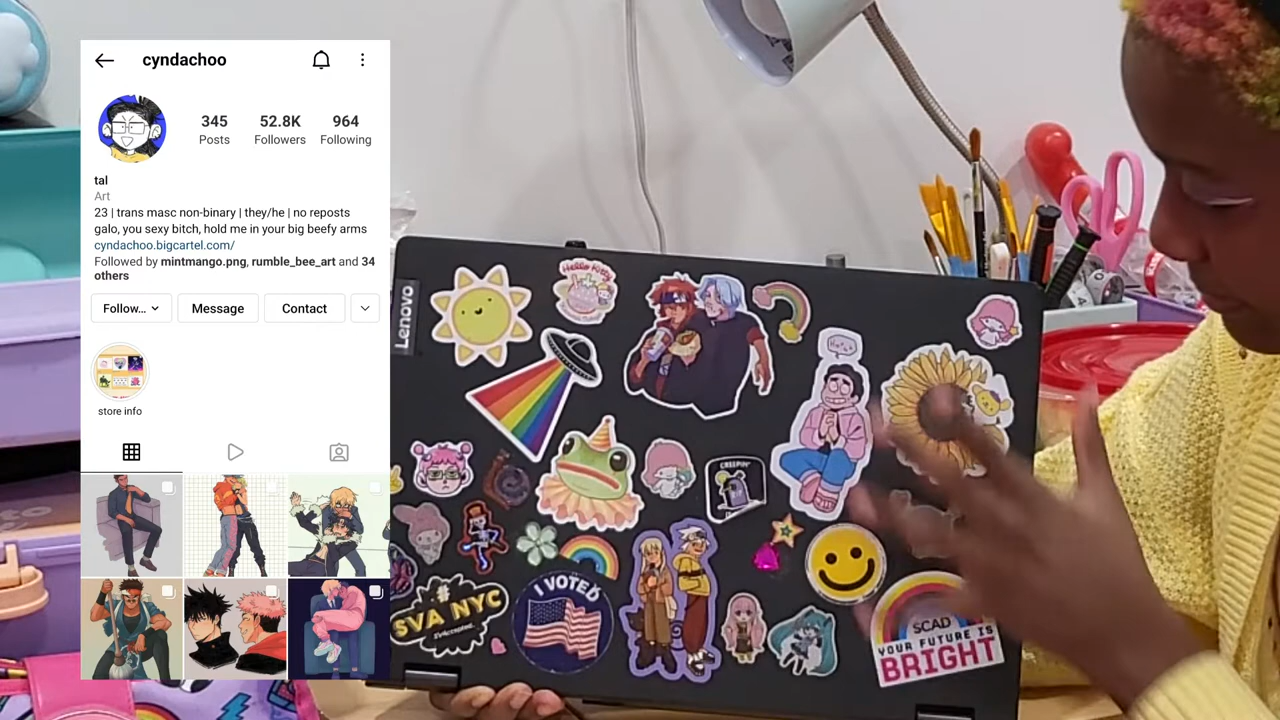 cyndachoo
345
52.8K
964
Posts
Followers
Following
tal
Art
23 | trans masc non-binary | they/he | no reposts
galo, you sexy bitch, hold me in your big beefy arms
cyndachoo.bigcartel.com/
Followed by mintmango.png, rumble_bee_art and 34
others
Follow...
Message
Contact
store info
Lenovo
Hello Kitty
CREEPIN'
#
SVA NYC
I VOTED
SCAD
YOUR FUTURE IS
BRIGHT